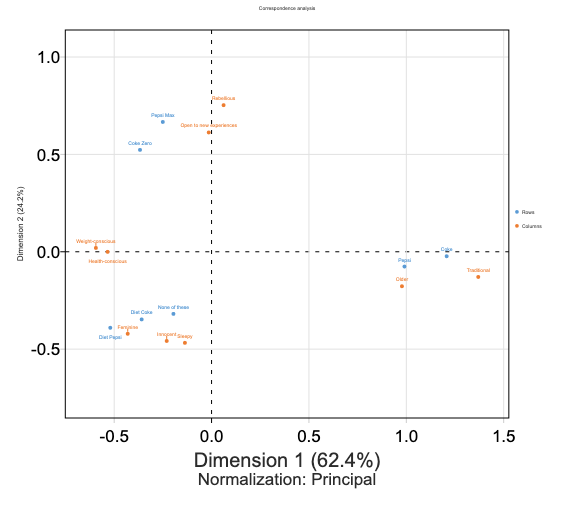 Correspondence analysis
1.0
0.5
0.0
-0.5
Dimension 2 (24.2%)
Rebellious
Pepsi Max
Open to new experiences
Coke Zero
Weight-conscious
Health-conscious
Coke
Pepsi
Traditional
Older
None of these
Diet Coke
Feminine
Diet Pepsi
Innocent
Sleepy
Rows
Columns
-0.5
0.0
0.5
1.0
1.5
Dimension 1 (62.4%)
Normalization: Principal